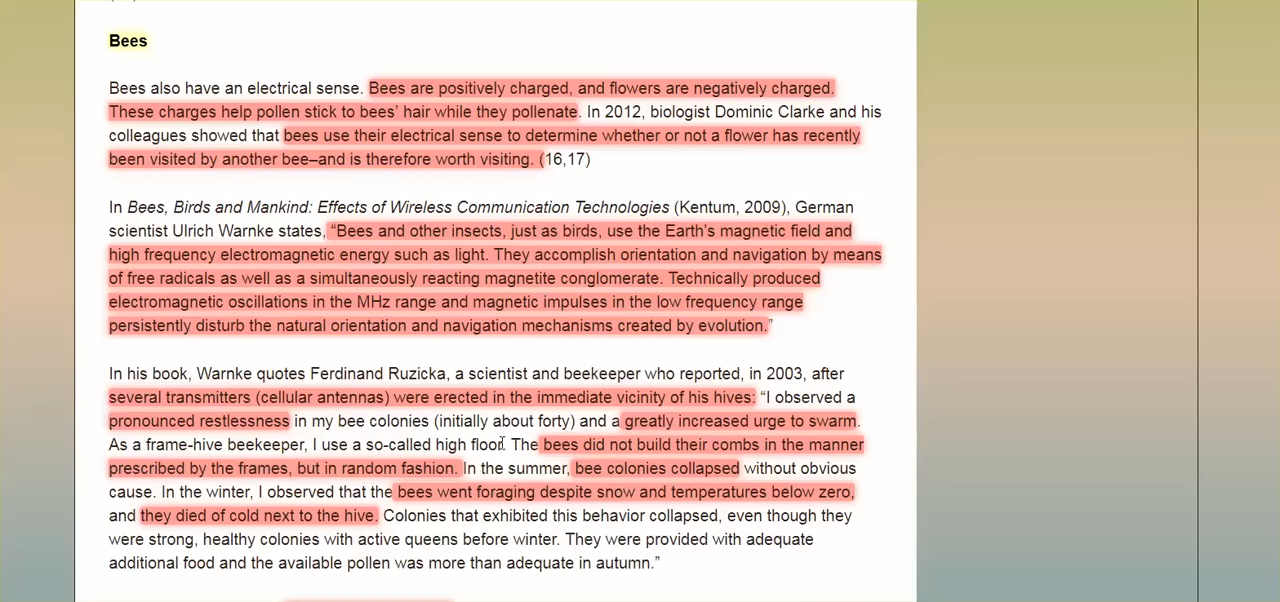 Bees
Bees also have an electrical sense. Bees are positively charged, and flowers are negatively charged.
These charges help pollen stick to bees' hair while they pollenate. In 2012, biologist Dominic Clarke and his
colleagues showed that bees use their electrical sense to determine whether or not a flower has recently
been visited by another bee–and is therefore worth visiting. (16,17)
In Bees, Birds and Mankind: Effects of Wireless Communication Technologies (Kentum, 2009), German
scientist Ulrich Warnke states, “Bees and other insects, just as birds, use the Earth's magnetic field and
high frequency electromagnetic energy such as light. They accomplish orientation and navigation by means
of free radicals as well as a simultaneously reacting magnetite conglomerate. Technically produced
electromagnetic oscillations in the MHz range and magnetic impulses in the low frequency range
persistently disturb the natural orientation and navigation mechanisms created by evolution.”
In his book, Warnke quotes Ferdinand Ruzicka, a scientist and beekeeper who reported, in 2003, after
several transmitters (cellular antennas) were erected in the immediate vicinity of his hives: “I observed a
pronounced restlessness in my bee colonies (initially about forty) and a greatly increased urge to swarm.
As a frame-hive beekeeper, I use a so-called high flood. The bees did not build their combs in the manner
prescribed by the frames, but in random fashion. In the summer, bee colonies collapsed without obvious
cause. In the winter, I observed that the bees went foraging despite snow and temperatures below zero,
and they died of cold next to the hive. Colonies that exhibited this behavior collapsed, even though they
were strong, healthy colonies with active queens before winter. They were provided with adequate
additional food and the available pollen was more than adequate in autumn.”